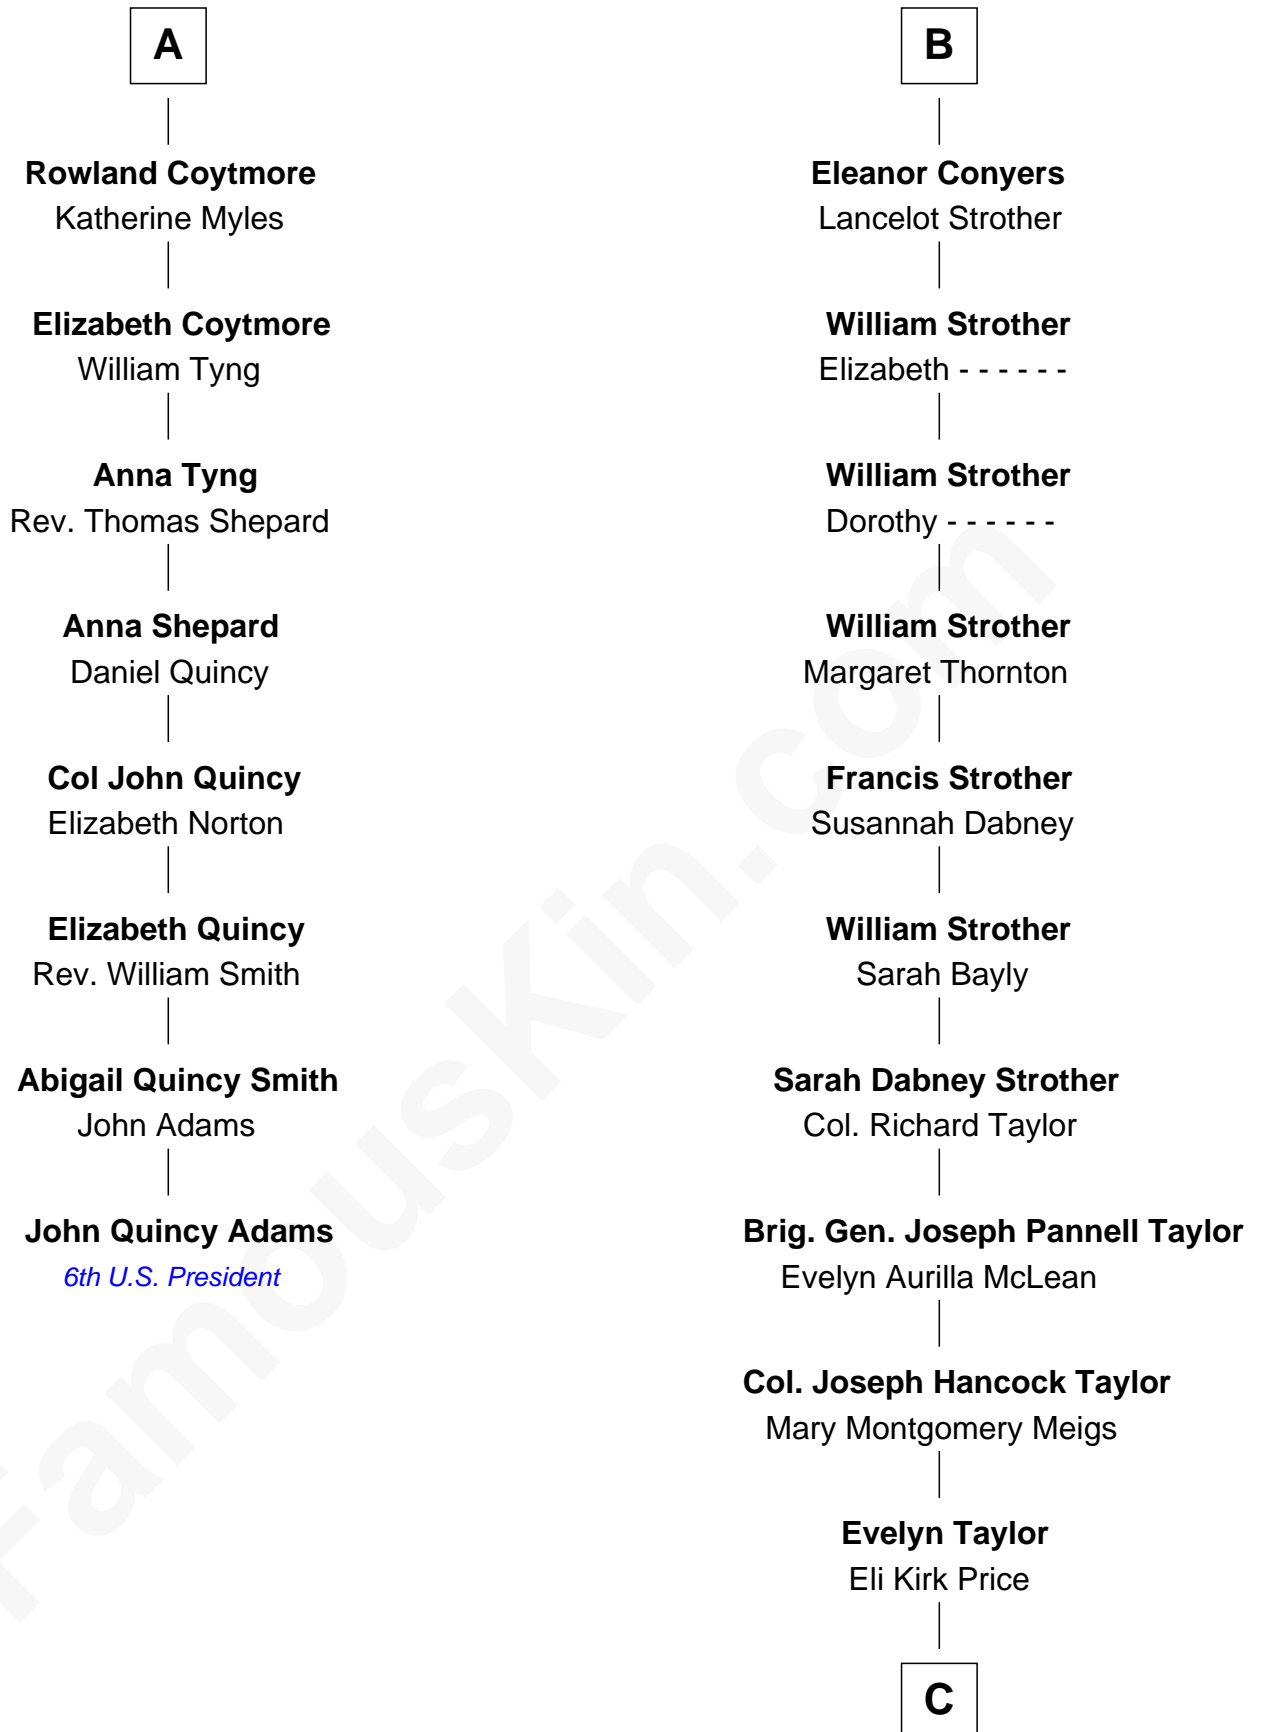 A
Rowland Coytmore
Katherine Myles
Elizabeth Coytmore
William Tyng
Anna Tyng
Rev. Thomas Shepard
Anna Shepard
Daniel Quincy
Col John Quincy
Elizabeth Norton
Elizabeth Quincy
Rev. William Smith
Abigail Quincy Smith
John Adams
John Quincy Adams
6th U.S. President
B
Eleanor Conyers
Lancelot Strother
William Strother
Elizabeth - - - - - -
William Strother
Dorothy - - - - - -
William Strother
Margaret Thornton
Francis Strother
Susannah Dabney
William Strother
Sarah Bayly
Sarah Dabney Strother
Col. Richard Taylor
Brig. Gen. Joseph Pannell Taylor
Evelyn Aurilla McLean
Col. Joseph Hancock Taylor
Mary Montgomery Meigs
Evelyn Taylor
Eli Kirk Price
C
FamousKin.com